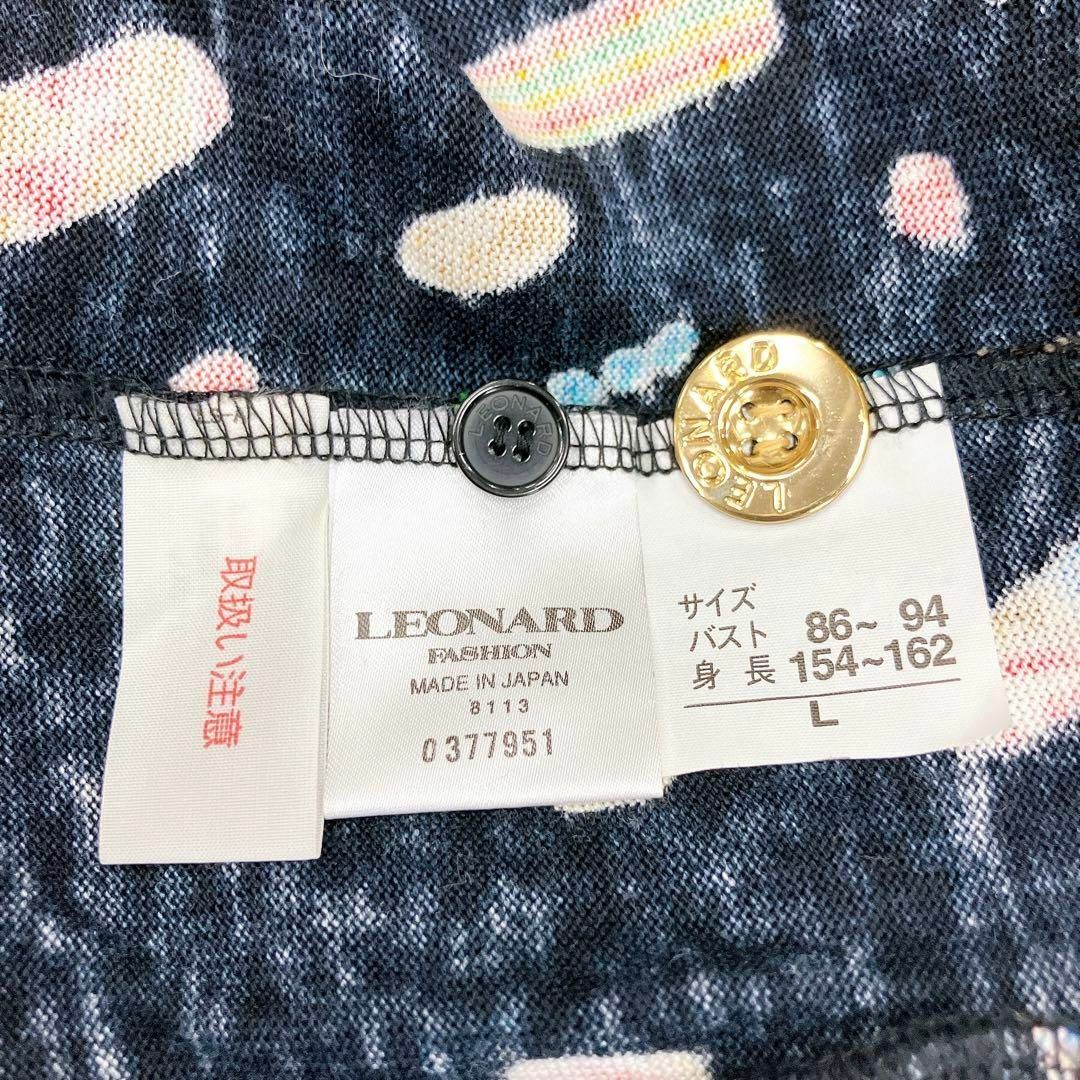 LEONARD
LEONARD
取扱い注意
LEONARD
FASHION
MADE IN JAPAN
8113
0377951
サイズ
バスト 86~ 94
身長 154~162
L